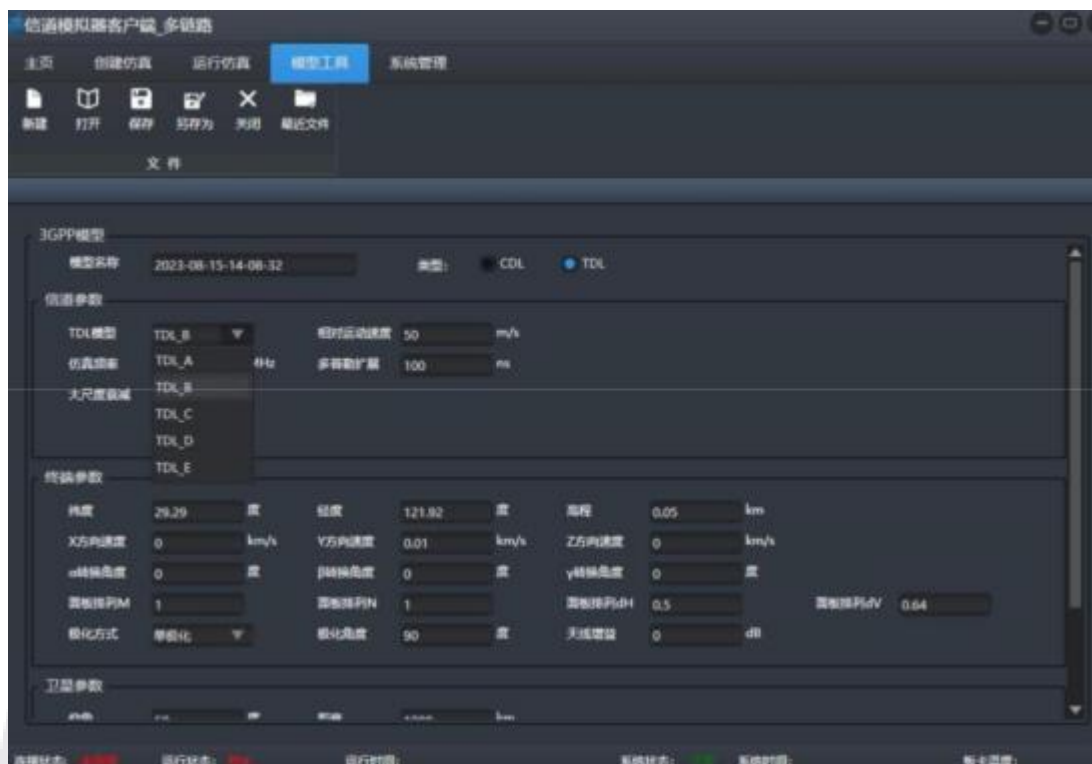 信道模拟器客户端_多链路
主页 创建仿真 运行仿真 模型工具 系统管理
新建 打开 保存 另存为 关闭 最近文件
文 件
3GPP模型
模型名称 2023-08-15-14-08-32 类型: CDL TDL
信道参数
TDL模型 TDL_B 相对运动速度 50 m/s
仿真频率 MHz 多普勒扩展 100 ns
大尺度衰减
TDL_A
TDL_B
TDL_C
TDL_D
TDL_E
终端参数
纬度 29.29 度 经度 121.92 度 高程 0.05 km
X方向速度 0 km/s Y方向速度 0.01 km/s Z方向速度 0 km/s
α转换角度 0 度 β转换角度 0 度 γ转换角度 0 度
面板排列M 1 面板排列N 1 面板排列dH 0.5 面板排列dV 0.64
极化方式 单极化 极化角度 90 度 天线增益 0 dB
卫星参数
连接状态: 运行状态: 运行时间: 系统状态: 系统时间: 板卡温度: